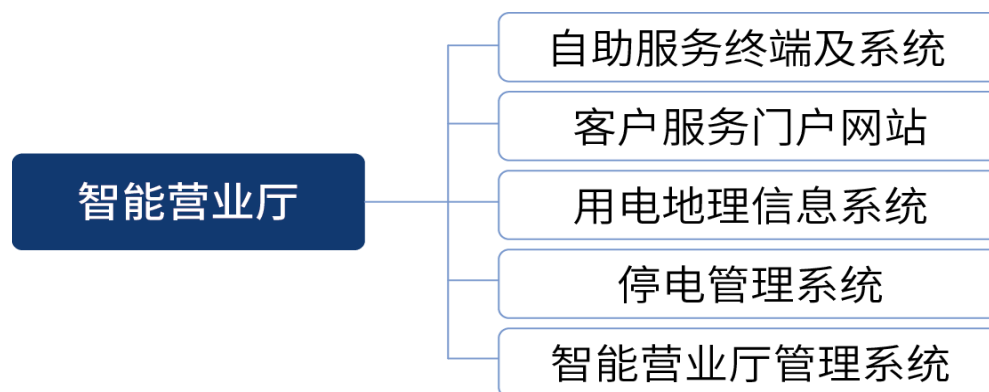 智能营业厅
自助服务终端及系统
客户服务门户网站
用电地理信息系统
停电管理系统
智能营业厅管理系统